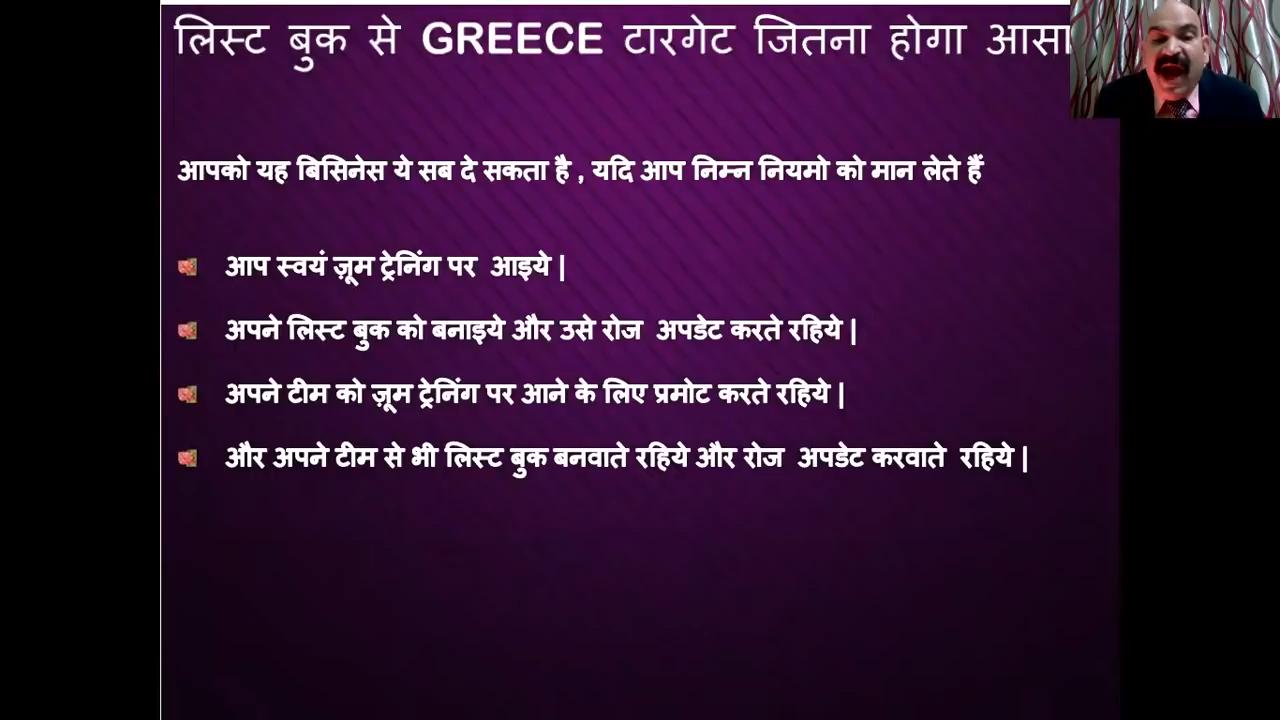 लिस्ट बुक से GREECE टारगेट जितना होगा आसा
आपको यह बिसिनेस ये सब दे सकता है , यदि आप निम्न नियमो को मान लेते हैं
आप स्वयं ज़ूम ट्रेनिंग पर आइये |
अपने लिस्ट बुक को बनाइये और उसे रोज अपडेट करते रहिये |
अपने टीम को ज़ूम ट्रेनिंग पर आने के लिए प्रमोट करते रहिये |
और अपने टीम से भी लिस्ट बुक बनवाते रहिये और रोज अपडेट करवाते रहिये |